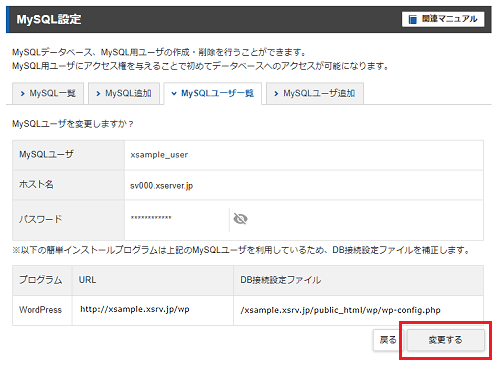 MySQL設定
関連マニュアル
MySQLデータベース、MySQL用ユーザの作成・削除を行うことができます。
MySQL用ユーザにアクセス権を与えることで初めてデータベースへのアクセスが可能になります。
MySQL一覧 MySQL追加 MySQLユーザ一覧 MySQLユーザ追加
MySQLユーザを変更しますか？
MySQLユーザ xsample_user
ホスト名 sv000.xserver.jp
パスワード ************
※以下の簡単インストールプログラムは上記のMySQLユーザを利用しているため、DB接続設定ファイルを補正します。
プログラム URL DB接続設定ファイル
WordPress http://xsample.xsrv.jp/wp /xsample.xsrv.jp/public_html/wp/wp-config.php
戻る 変更する